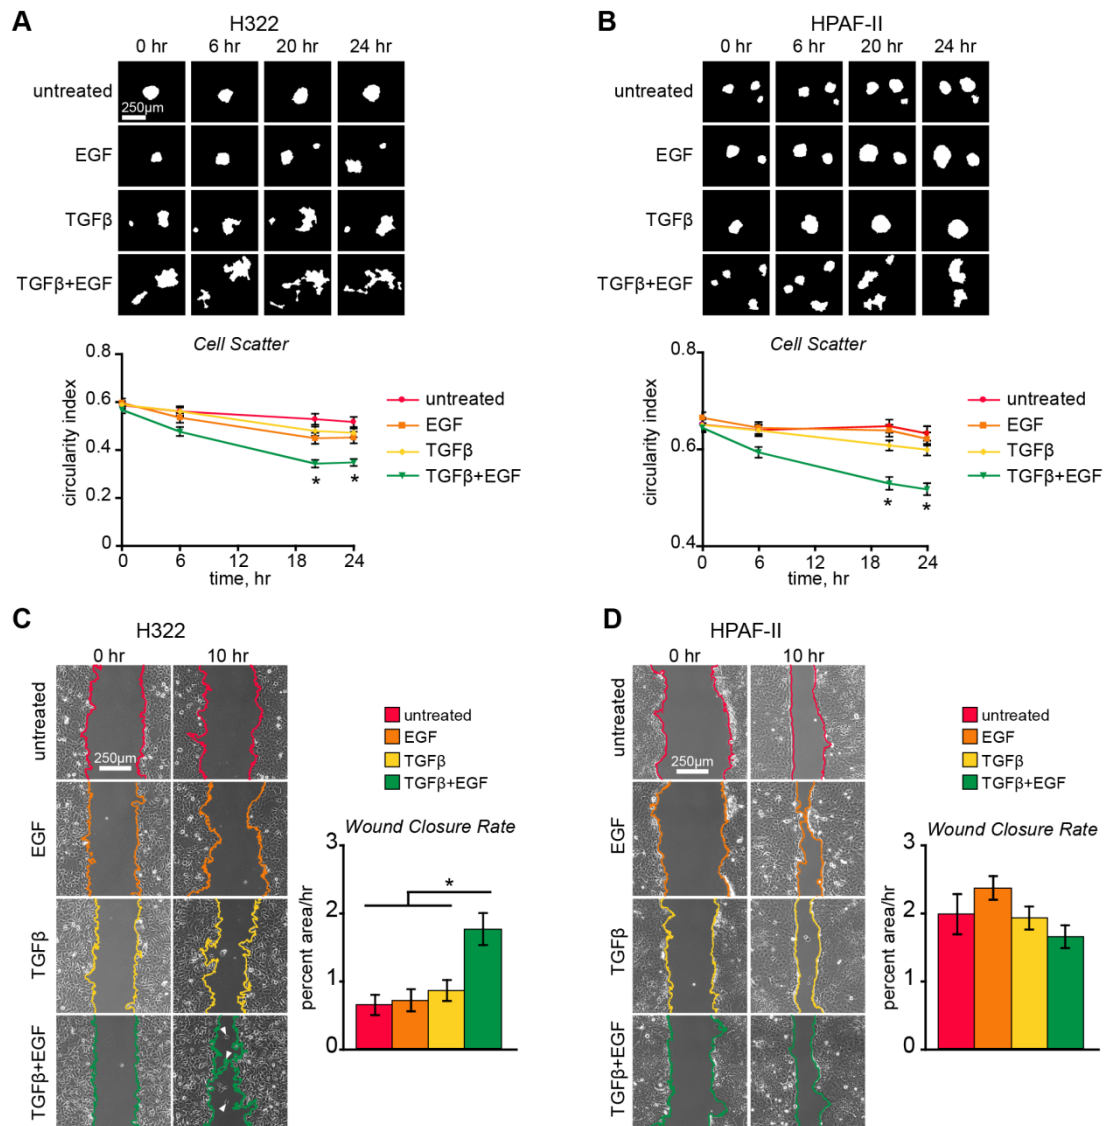 A
H322
0 hr 6 hr 20 hr 24 hr
untreated
250µm
EGF
TGFβ
TGFβ+EGF
Cell Scatter
circularity index
0.8
0.6
0.4
0.2
0
0 6 12 18 24
time, hr
* *
untreated
EGF
TGFβ
TGFβ+EGF
B
HPAF-II
0 hr 6 hr 20 hr 24 hr
untreated
EGF
TGFβ
TGFβ+EGF
Cell Scatter
circularity index
0.8
0.6
0.4
0 6 12 18 24
time, hr
* *
untreated
EGF
TGFβ
TGFβ+EGF
C
H322
0 hr 10 hr
untreated
250µm
EGF
TGFβ
TGFβ+EGF
untreated
EGF
TGFβ
TGFβ+EGF
Wound Closure Rate
percent area/hr
3
2
1
0
*
D
HPAF-II
0 hr 10 hr
untreated
250µm
EGF
TGFβ
TGFβ+EGF
untreated
EGF
TGFβ
TGFβ+EGF
Wound Closure Rate
percent area/hr
3
2
1
0